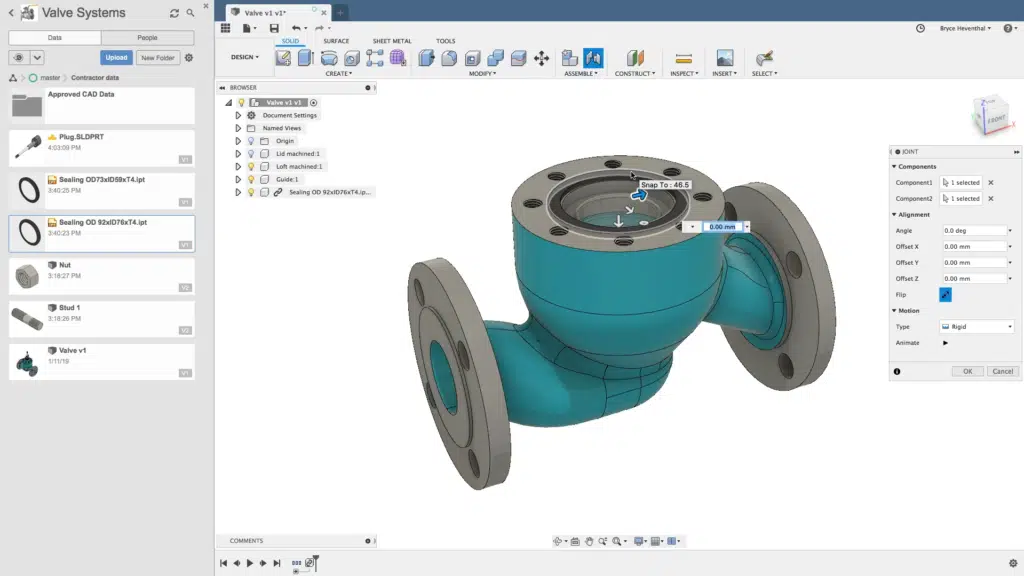 Valve Systems
Data
People
Upload
New Folder
master
Contractor data
Approved CAD Data
Plug.SLDPRT
4:03:09 PM
V1
Sealing OD73xID59xT4.ipt
3:40:25 PM
V1
Sealing OD 92xID76xT4.ipt
3:40:23 PM
V1
Nut
3:18:27 PM
V2
Stud 1
3:18:26 PM
V2
Valve v1
1/11/19
V1
Valve v1 v1*
Bryce Heventhal
DESIGN
SOLID
SURFACE
SHEET METAL
TOOLS
CREATE
MODIFY
ASSEMBLE
CONSTRUCT
INSPECT
INSERT
SELECT
BROWSER
Valve v1 v1
Document Settings
Named Views
Origin
Lid machined:1
Loft machined:1
Guide:1
Sealing OD 92xID76xT4.ip...
Snap To : 46.5
0.00 mm
TOP
FRONT
X
JOINT
Components
Component1
1 selected
Component2
1 selected
Alignment
Angle
0.0 deg
Offset X
0.00 mm
Offset Y
0.00 mm
Offset Z
0.00 mm
Flip
Motion
Type
Rigid
Animate
OK
Cancel
COMMENTS